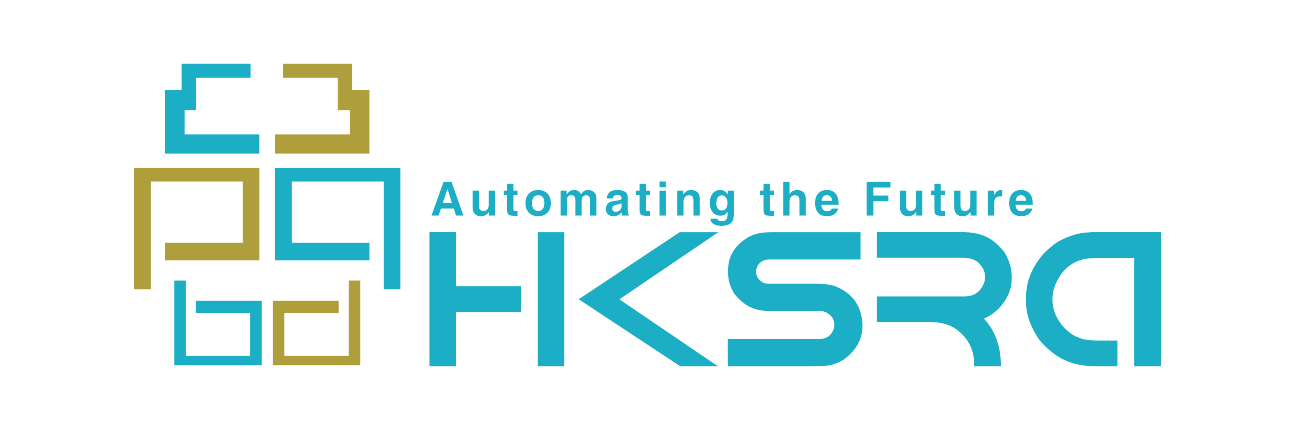 Automating the Future
HKSRA